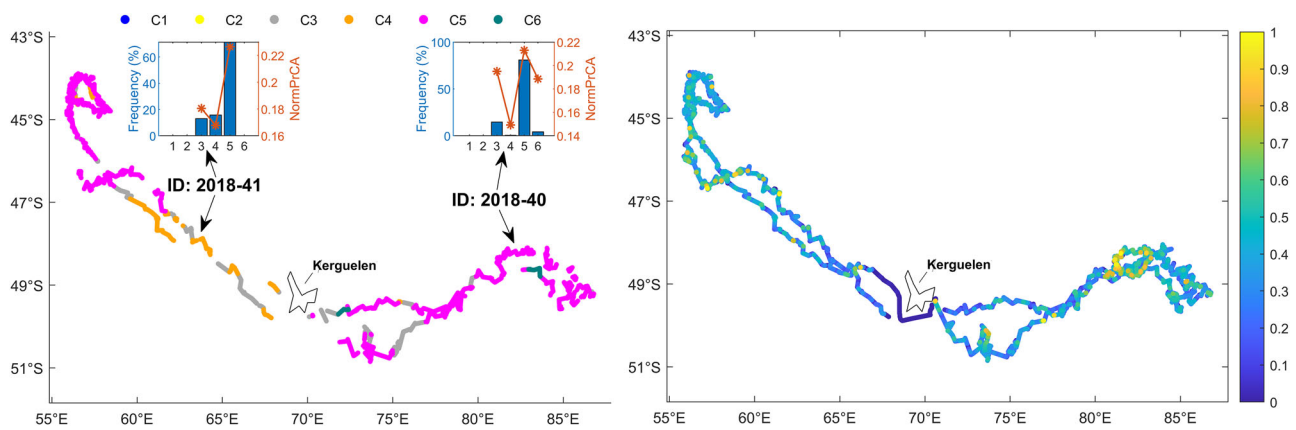 C1 C2 C3 C4 C5 C6
43°S
45°S
47°S
49°S
51°S
55°E 60°E 65°E 70°E 75°E 80°E 85°E
Frequency (%)
60
40
20
0
1 2 3 4 5 6
0.22
0.2
0.18
0.16
NormPrCA
ID: 2018-41
Frequency (%)
100
50
0
1 2 3 4 5 6
0.22
0.2
0.18
0.16
0.14
NormPrCA
ID: 2018-40
Kerguelen
43°S
45°S
47°S
49°S
51°S
55°E 60°E 65°E 70°E 75°E 80°E 85°E
Kerguelen
1
0.9
0.8
0.7
0.6
0.5
0.4
0.3
0.2
0.1
0